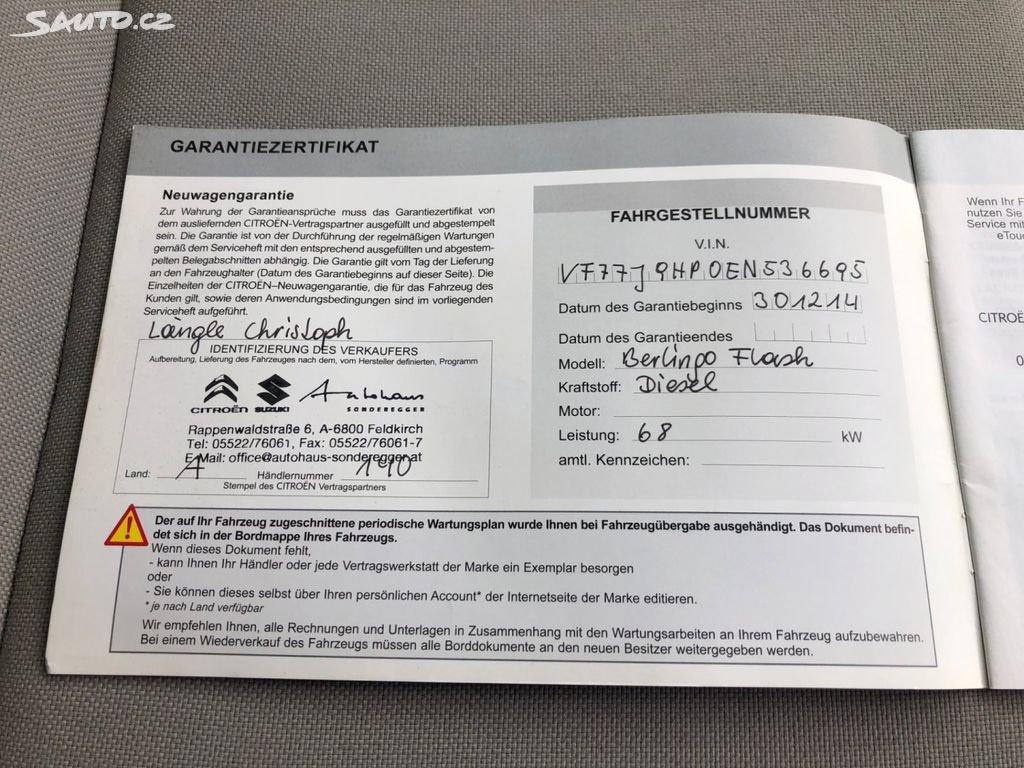 SAUTO.CZ
GARANTIEZERTIFIKAT
Neuwagengarantie
Zur Wahrung der Garantieansprüche muss das Garantiezertifikat von
dem ausliefernden CITROËN-Vertragspartner ausgefüllt und abgestempelt
sein. Die Garantie ist von der Durchführung der regelmäßigen Wartungen
gemäß dem Serviceheft mit den entsprechend ausgefüllten und abgestem-
pelten Belegabschnitten abhängig. Die Garantie gilt vom Tag der Lieferung
an den Fahrzeughalter (Datum des Garantiebeginns auf dieser Seite). Die
Einzelheiten der CITROËN–Neuwagengarantie, die für das Fahrzeug des
Kunden gilt, sowie deren Anwendungsbedingungen sind im vorliegenden
Serviceheft aufgeführt.
Längle Christoph
IDENTIFIZIERUNG DES VERKAUFERS
Aufbereitung, Lieferung des Fahrzeuges nach dem, vom Hersteller definierten, Programm
CITROËN SUZUKI Autohaus
SONDEREGGER
Rappenwaldstraße 6, A-6800 Feldkirch
Tel: 05522/76061, Fax: 05522/76061-7
E-Mail: office@autohaus-sonderegger.at
Land: A Händlernummer 140
Stempel des CITROËN Vertragspartners
FAHRGESTELLNUMMER
V.I.N.
VF77J9HP0EN536695
Datum des Garantiebeginns 301214
Datum des Garantieendes
Modell: Berlingo Flash
Kraftstoff: Diesel
Motor:
Leistung: 68 kW
amtl. Kennzeichen:
Der auf Ihr Fahrzeug zugeschnittene periodische Wartungsplan wurde Ihnen bei Fahrzeugübergabe ausgehändigt. Das Dokument befin-
det sich in der Bordmappe Ihres Fahrzeugs.
Wenn dieses Dokument fehlt,
- kann Ihnen Ihr Händler oder jede Vertragswerkstatt der Marke ein Exemplar besorgen
oder
- Sie können dieses selbst über Ihren persönlichen Account* der Internetseite der Marke editieren.
* je nach Land verfügbar
Wir empfehlen Ihnen, alle Rechnungen und Unterlagen in Zusammenhang mit den Wartungsarbeiten an Ihrem Fahrzeug aufzubewahren.
Bei einem Wiederverkauf des Fahrzeugs müssen alle Borddokumente an den neuen Besitzer weitergegeben werden.
Wenn Ihr F
nutzen Sie
Service mit
eTou
CITROË
0